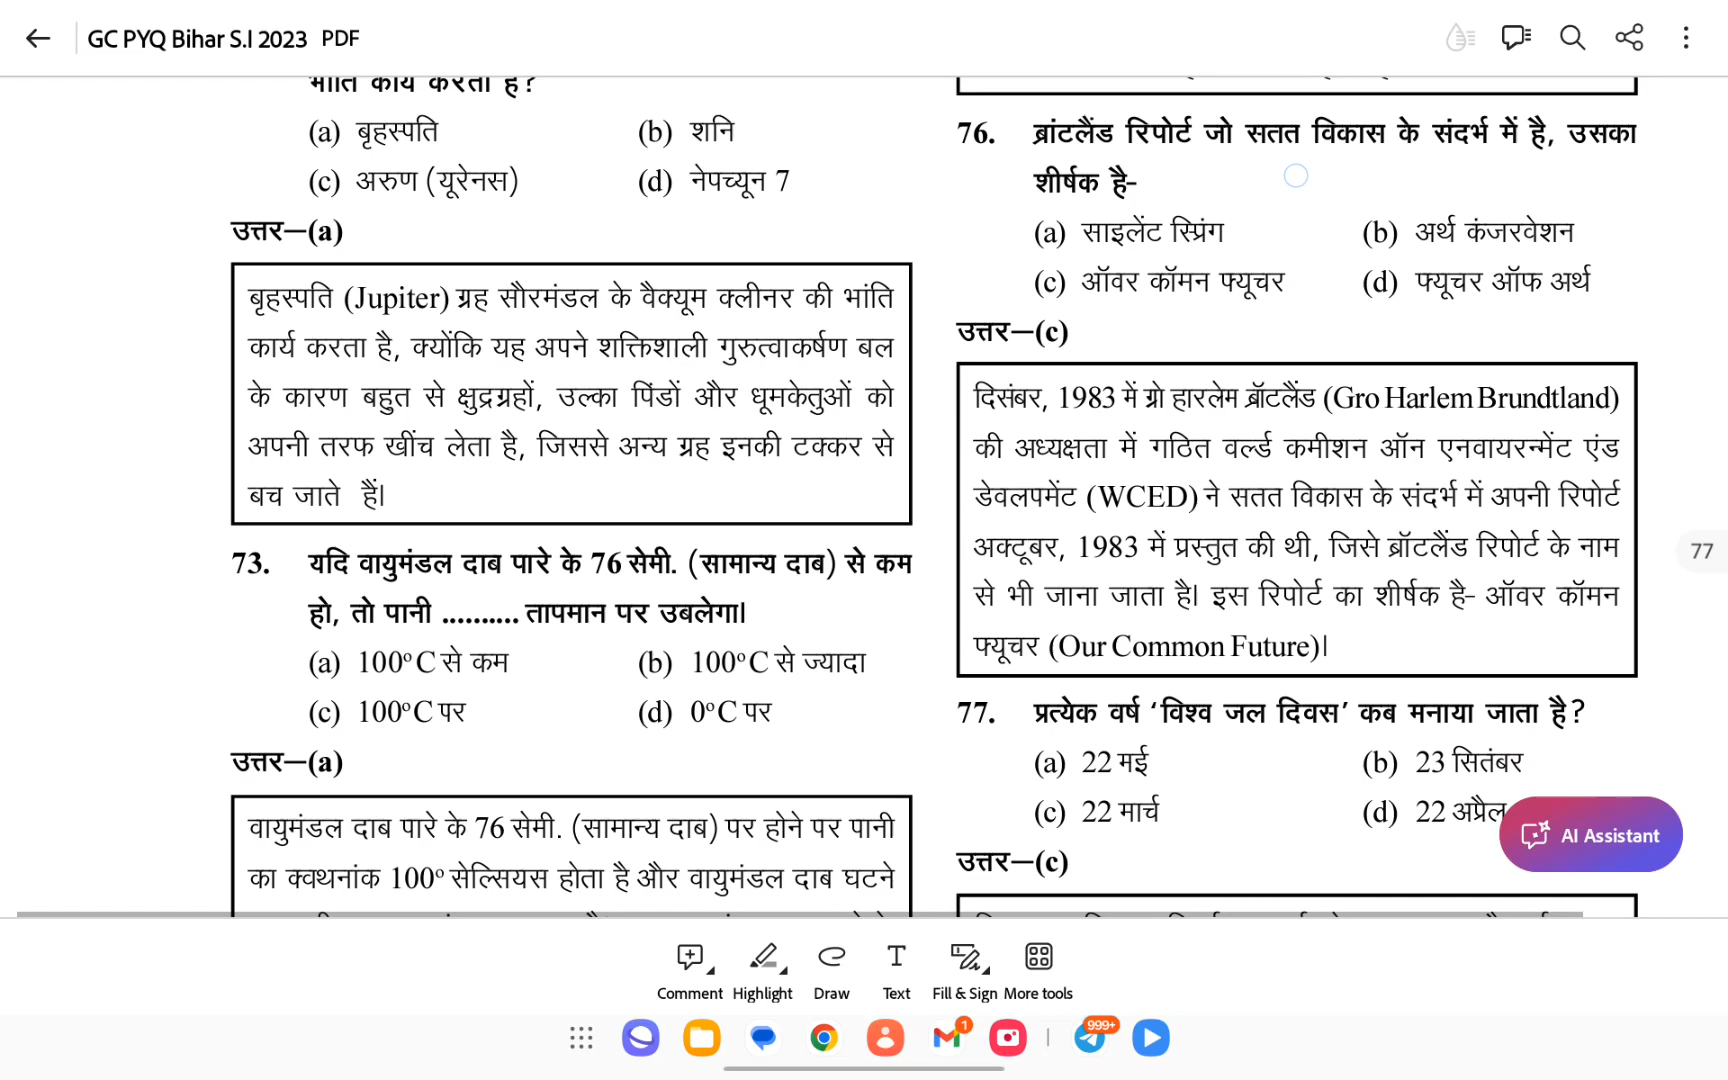 GC PYQ Bihar S.I 2023 PDF
भांति कार्य करता है?
(a) बृहस्पति (b) शनि
(c) अरुण (यूरेनस) (d) नेपच्यून 7
उत्तर—(a)
बृहस्पति (Jupiter) ग्रह सौरमंडल के वैक्यूम क्लीनर की भांति
कार्य करता है, क्योंकि यह अपने शक्तिशाली गुरुत्वाकर्षण बल
के कारण बहुत से क्षुद्रग्रहों, उल्का पिंडों और धूमकेतुओं को
अपनी तरफ खींच लेता है, जिससे अन्य ग्रह इनकी टक्कर से
बच जाते हैं।
73. यदि वायुमंडल दाब पारे के 76 सेमी. (सामान्य दाब) से कम
हो, तो पानी .......... तापमान पर उबलेगा।
(a) 100°C से कम (b) 100°C से ज्यादा
(c) 100°C पर (d) 0°C पर
उत्तर—(a)
वायुमंडल दाब पारे के 76 सेमी. (सामान्य दाब) पर होने पर पानी
का क्वथनांक 100° सेल्सियस होता है और वायुमंडल दाब घटने
76. ब्रांटलैंड रिपोर्ट जो सतत विकास के संदर्भ में है, उसका
शीर्षक है-
(a) साइलेंट स्प्रिंग (b) अर्थ कंजरवेशन
(c) ऑवर कॉमन फ्यूचर (d) फ्यूचर ऑफ अर्थ
उत्तर—(c)
दिसंबर, 1983 में ग्रो हारलेम ब्रॉटलैंड (Gro Harlem Brundtland)
की अध्यक्षता में गठित वर्ल्ड कमीशन ऑन एनवायरन्मेंट एंड
डेवलपमेंट (WCED) ने सतत विकास के संदर्भ में अपनी रिपोर्ट
अक्टूबर, 1983 में प्रस्तुत की थी, जिसे ब्रॉटलैंड रिपोर्ट के नाम
से भी जाना जाता है। इस रिपोर्ट का शीर्षक है- ऑवर कॉमन
फ्यूचर (Our Common Future)।
77. प्रत्येक वर्ष ‘विश्व जल दिवस’ कब मनाया जाता है?
(a) 22 मई (b) 23 सितंबर
(c) 22 मार्च (d) 22 अप्रैल
उत्तर—(c)
77
AI Assistant
Comment Highlight Draw Text Fill & Sign More tools
1 999+